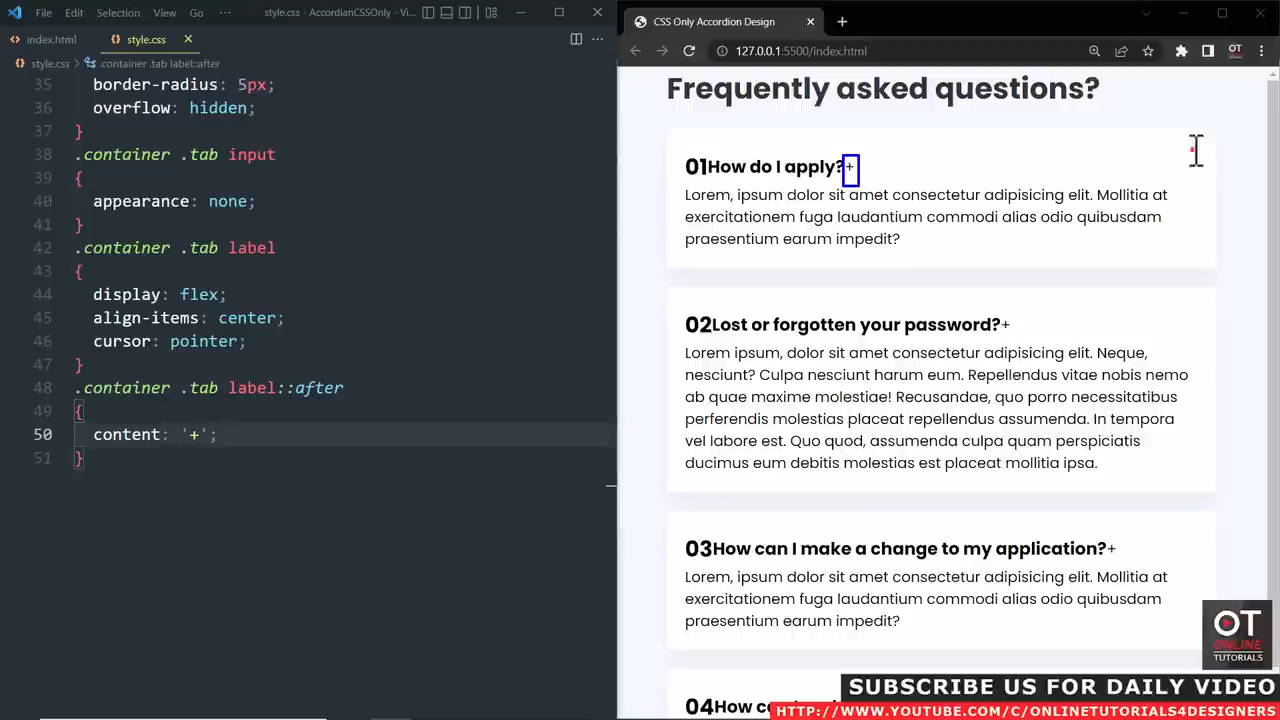 File Edit Selection View Go ··· style.css - AccordianCSSOnly - Vi...
index.html style.css
style.css > .container .tab label::after
35 border-radius: 5px;
36 overflow: hidden;
37 }
38 .container .tab input
39 {
40 appearance: none;
41 }
42 .container .tab label
43 {
44 display: flex;
45 align-items: center;
46 cursor: pointer;
47 }
48 .container .tab label::after
49 {
50 content: '+';
51 }
CSS Only Accordion Design
127.0.0.1:5500/index.html
Frequently asked questions?
01How do I apply?+
Lorem, ipsum dolor sit amet consectetur adipisicing elit. Mollitia at
exercitationem fuga laudantium commodi alias odio quibusdam
praesentium earum impedit?
02Lost or forgotten your password?+
Lorem ipsum, dolor sit amet consectetur adipisicing elit. Neque,
nesciunt? Culpa nesciunt harum eum. Repellendus vitae nobis nemo
ab quae maxime molestiae! Recusandae, quo porro necessitatibus
perferendis molestias placeat repellendus assumenda. In tempora
vel labore est. Quo quod, assumenda culpa quam perspiciatis
ducimus eum debitis molestias est placeat mollitia ipsa.
03How can I make a change to my application?+
Lorem, ipsum dolor sit amet consectetur adipisicing elit. Mollitia at
exercitationem fuga laudantium commodi alias odio quibusdam
praesentium earum impedit?
04How
OT
ONLINE
TUTORIALS
SUBSCRIBE US FOR DAILY VIDEO
HTTP://WWW.YOUTUBE.COM/C/ONLINETUTORIALS4DESIGNERS